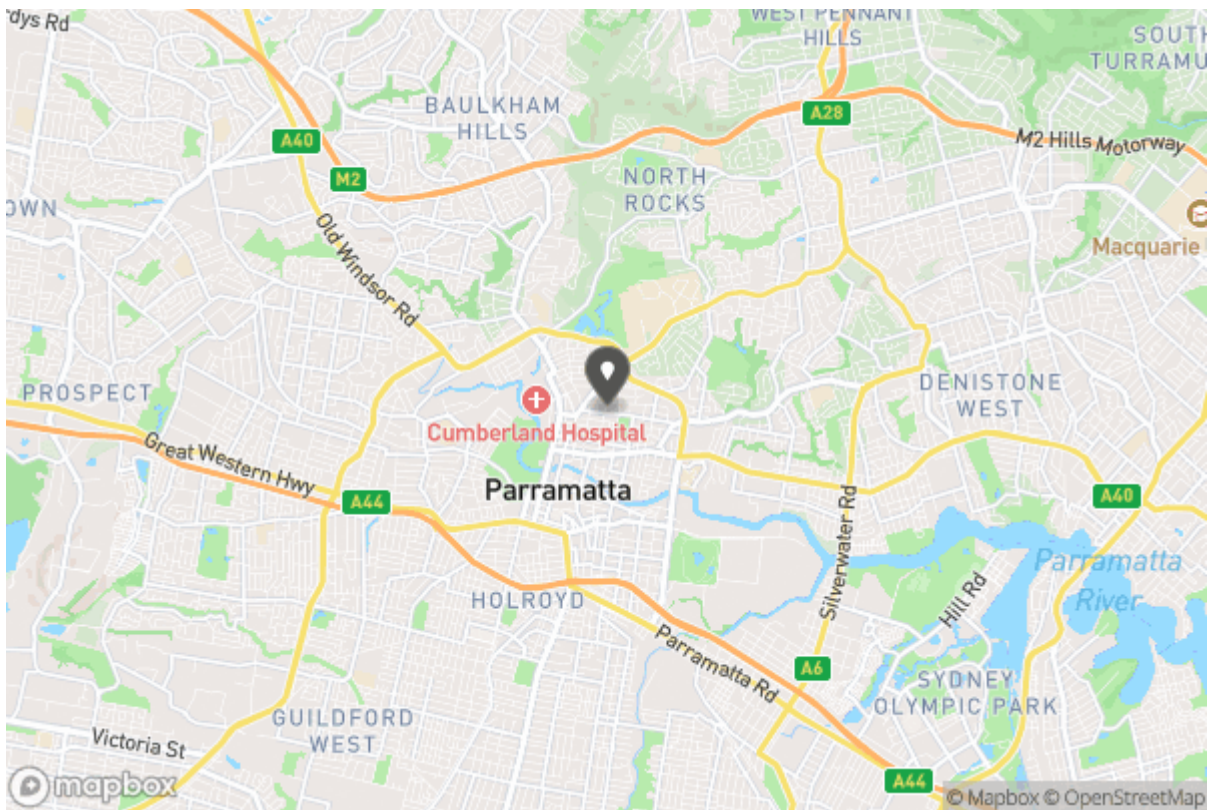 dys Rd
WEST PENNANT
HILLS
SOUTH
TURRAMU
BAULKHAM
HILLS
A28
A40
M2 Hills Motorway
M2
NORTH
ROCKS
OWN
Old Windsor Rd
Macquarie
PROSPECT
DENISTONE
WEST
Cumberland Hospital
Great Western Hwy
Parramatta
A44
A40
Silverwater Rd
Parramatta
River
Hill Rd
HOLROYD
Parramatta Rd
A6
SYDNEY
OLYMPIC PARK
GUILDFORD
WEST
Victoria St
A44
mapbox
© Mapbox © OpenStreetMap